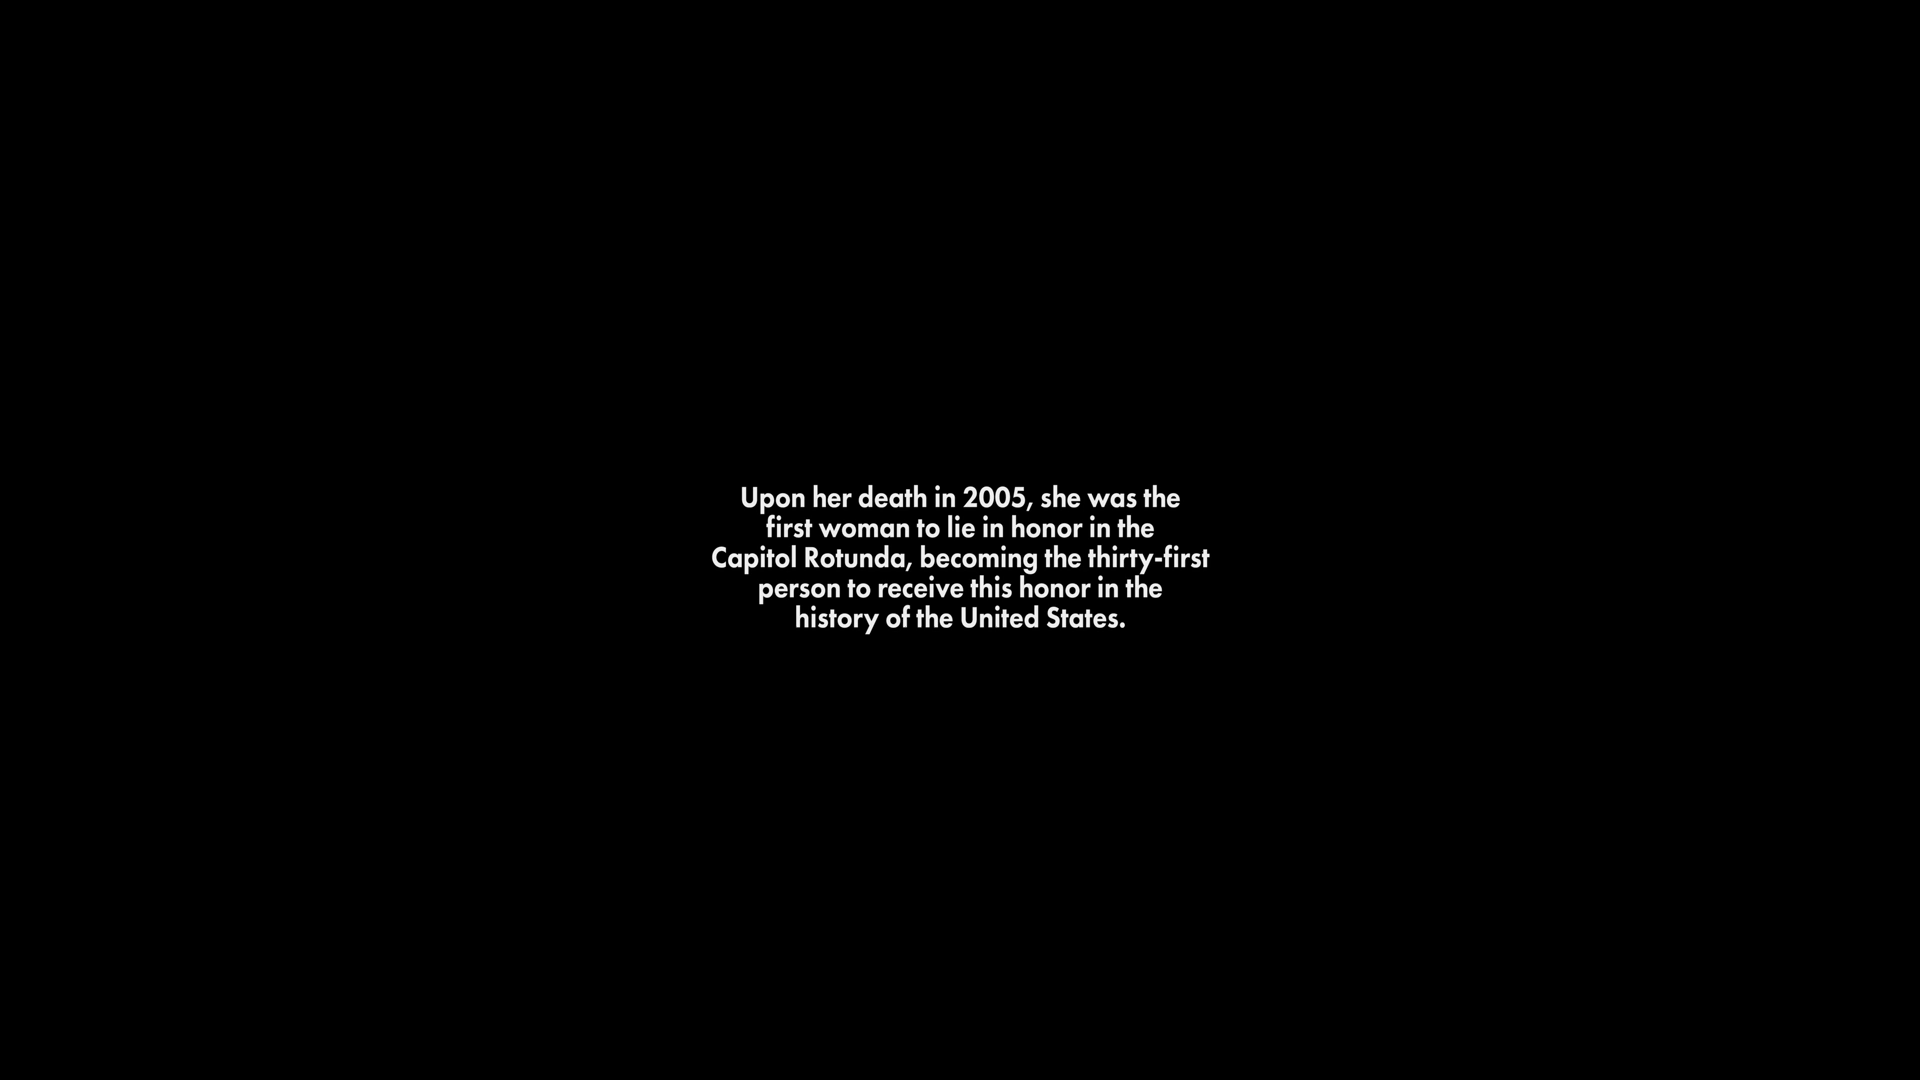 Upon her death in 2005, she was the
first woman to lie in honor in the
Capitol Rotunda, becoming the thirty-first
person to receive this honor in the
history of the United States.